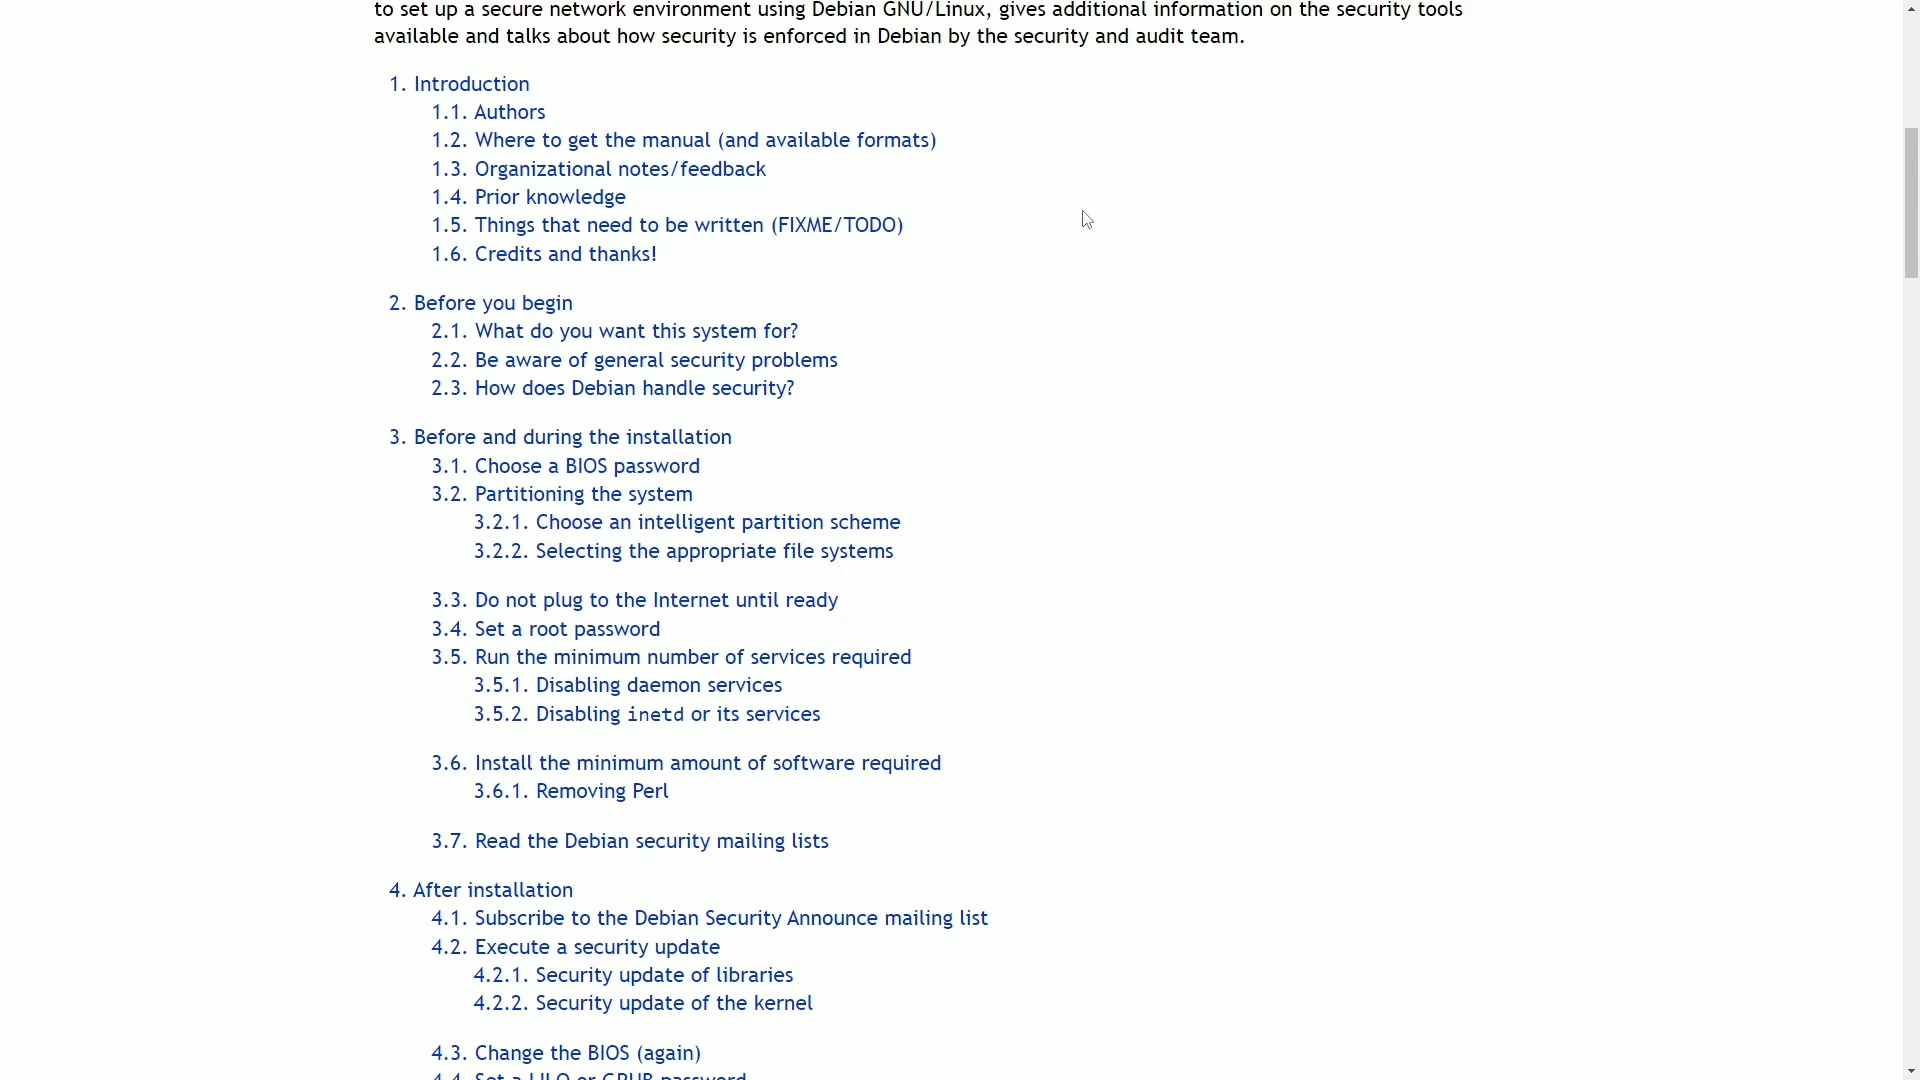 to set up a secure network environment using Debian GNU/Linux, gives additional information on the security tools
available and talks about how security is enforced in Debian by the security and audit team.
1. Introduction
1.1. Authors
1.2. Where to get the manual (and available formats)
1.3. Organizational notes/feedback
1.4. Prior knowledge
1.5. Things that need to be written (FIXME/TODO)
1.6. Credits and thanks!
2. Before you begin
2.1. What do you want this system for?
2.2. Be aware of general security problems
2.3. How does Debian handle security?
3. Before and during the installation
3.1. Choose a BIOS password
3.2. Partitioning the system
3.2.1. Choose an intelligent partition scheme
3.2.2. Selecting the appropriate file systems
3.3. Do not plug to the Internet until ready
3.4. Set a root password
3.5. Run the minimum number of services required
3.5.1. Disabling daemon services
3.5.2. Disabling inetd or its services
3.6. Install the minimum amount of software required
3.6.1. Removing Perl
3.7. Read the Debian security mailing lists
4. After installation
4.1. Subscribe to the Debian Security Announce mailing list
4.2. Execute a security update
4.2.1. Security update of libraries
4.2.2. Security update of the kernel
4.3. Change the BIOS (again)
4.4. Set a LILO or GRUB password